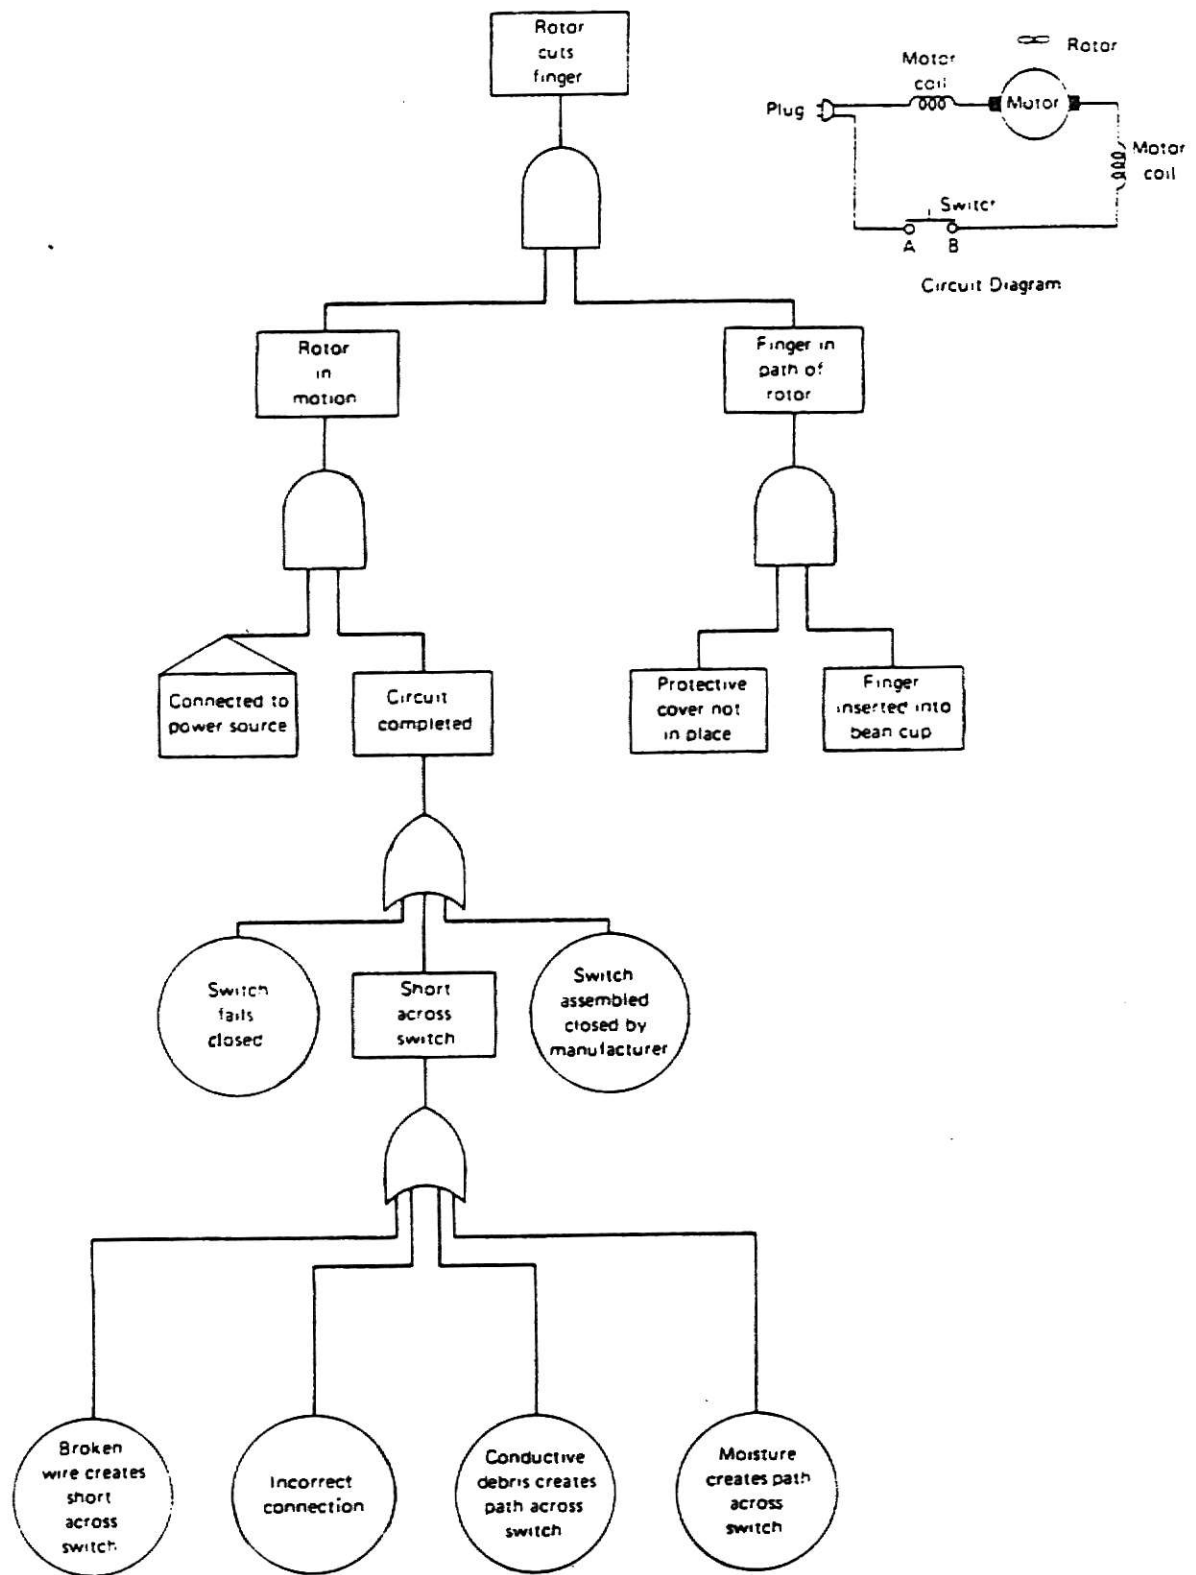 Rotor
cuts
finger
Rotor
Motor
coil
Plug
Motor
Motor
coil
Switch
A B
Circuit Diagram
Rotor
in
motion
Finger in
path of
rotor
Connected to
power source
Circuit
completed
Protective
cover not
in place
Finger
inserted into
bean cup
Switch
fails
closed
Short
across
switch
Switch
assembled
closed by
manufacturer
Broken
wire creates
short
across
switch
Incorrect
connection
Conductive
debris creates
path across
switch
Moisture
creates path
across
switch